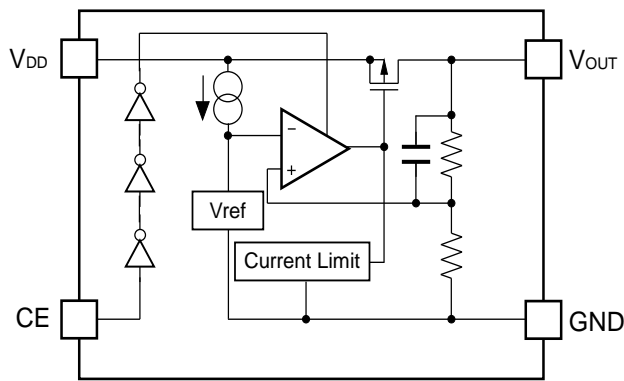 VDD
VOUT
−
+
Vref
Current Limit
CE
GND